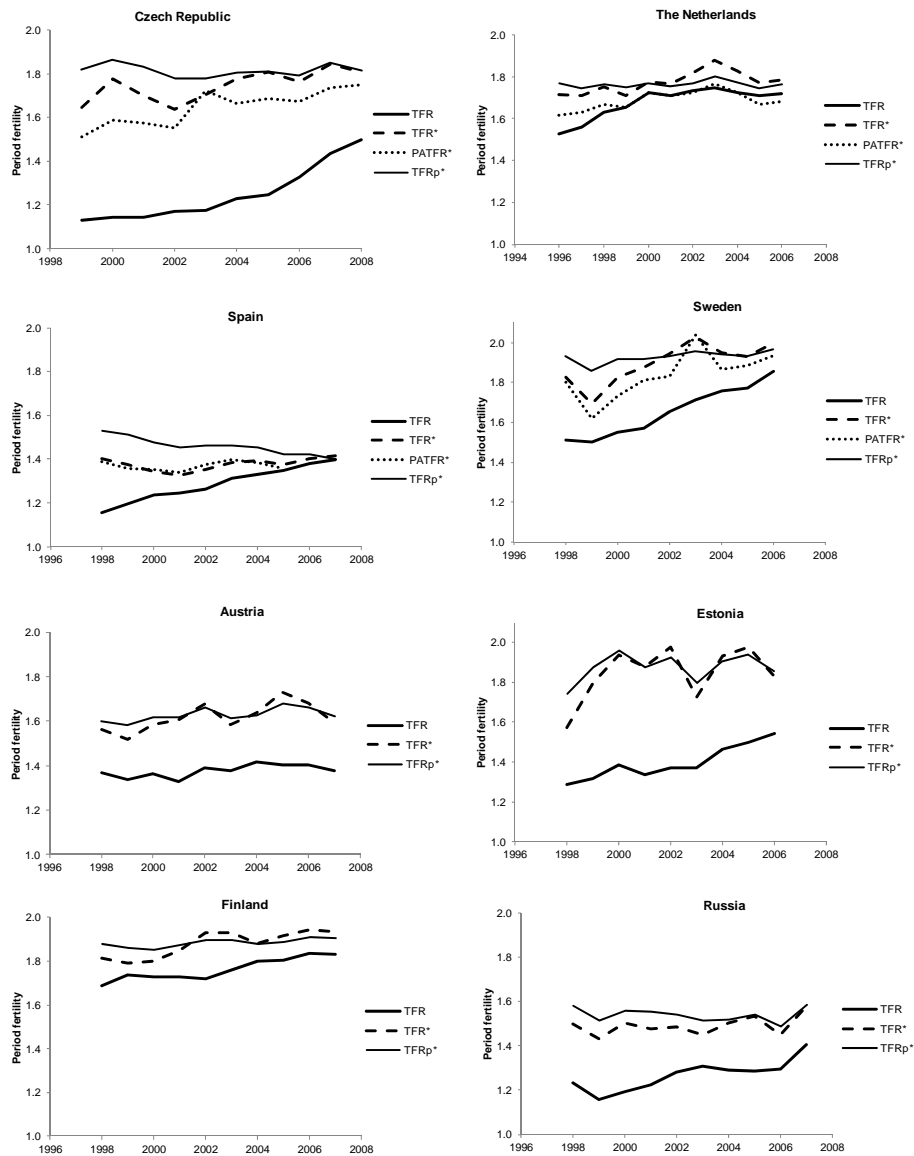 Czech Republic
2.0
1.8
1.6
1.4
1.2
1.0
Period fertility
1998 2000 2002 2004 2006 2008
TFR
TFR*
PATFR*
TFRp*
The Netherlands
2.0
1.8
1.6
1.4
1.2
1.0
Period fertility
1994 1996 1998 2000 2002 2004 2006 2008
TFR
TFR*
PATFR*
TFRp*
Spain
2.0
1.8
1.6
1.4
1.2
1.0
Period fertility
1996 1998 2000 2002 2004 2006 2008
TFR
TFR*
PATFR*
TFRp*
Sweden
2.0
1.8
1.6
1.4
1.2
1.0
Period fertility
1996 1998 2000 2002 2004 2006 2008
TFR
TFR*
PATFR*
TFRp*
Austria
2.0
1.8
1.6
1.4
1.2
1.0
Period fertility
1996 1998 2000 2002 2004 2006 2008
TFR
TFR*
TFRp*
Estonia
2.0
1.8
1.6
1.4
1.2
1.0
Period fertility
1996 1998 2000 2002 2004 2006 2008
TFR
TFR*
TFRp*
Finland
2.0
1.8
1.6
1.4
1.2
1.0
Period fertility
1996 1998 2000 2002 2004 2006 2008
TFR
TFR*
TFRp*
Russia
2.0
1.8
1.6
1.4
1.2
1.0
Period fertility
1996 1998 2000 2002 2004 2006 2008
TFR
TFR*
TFRp*